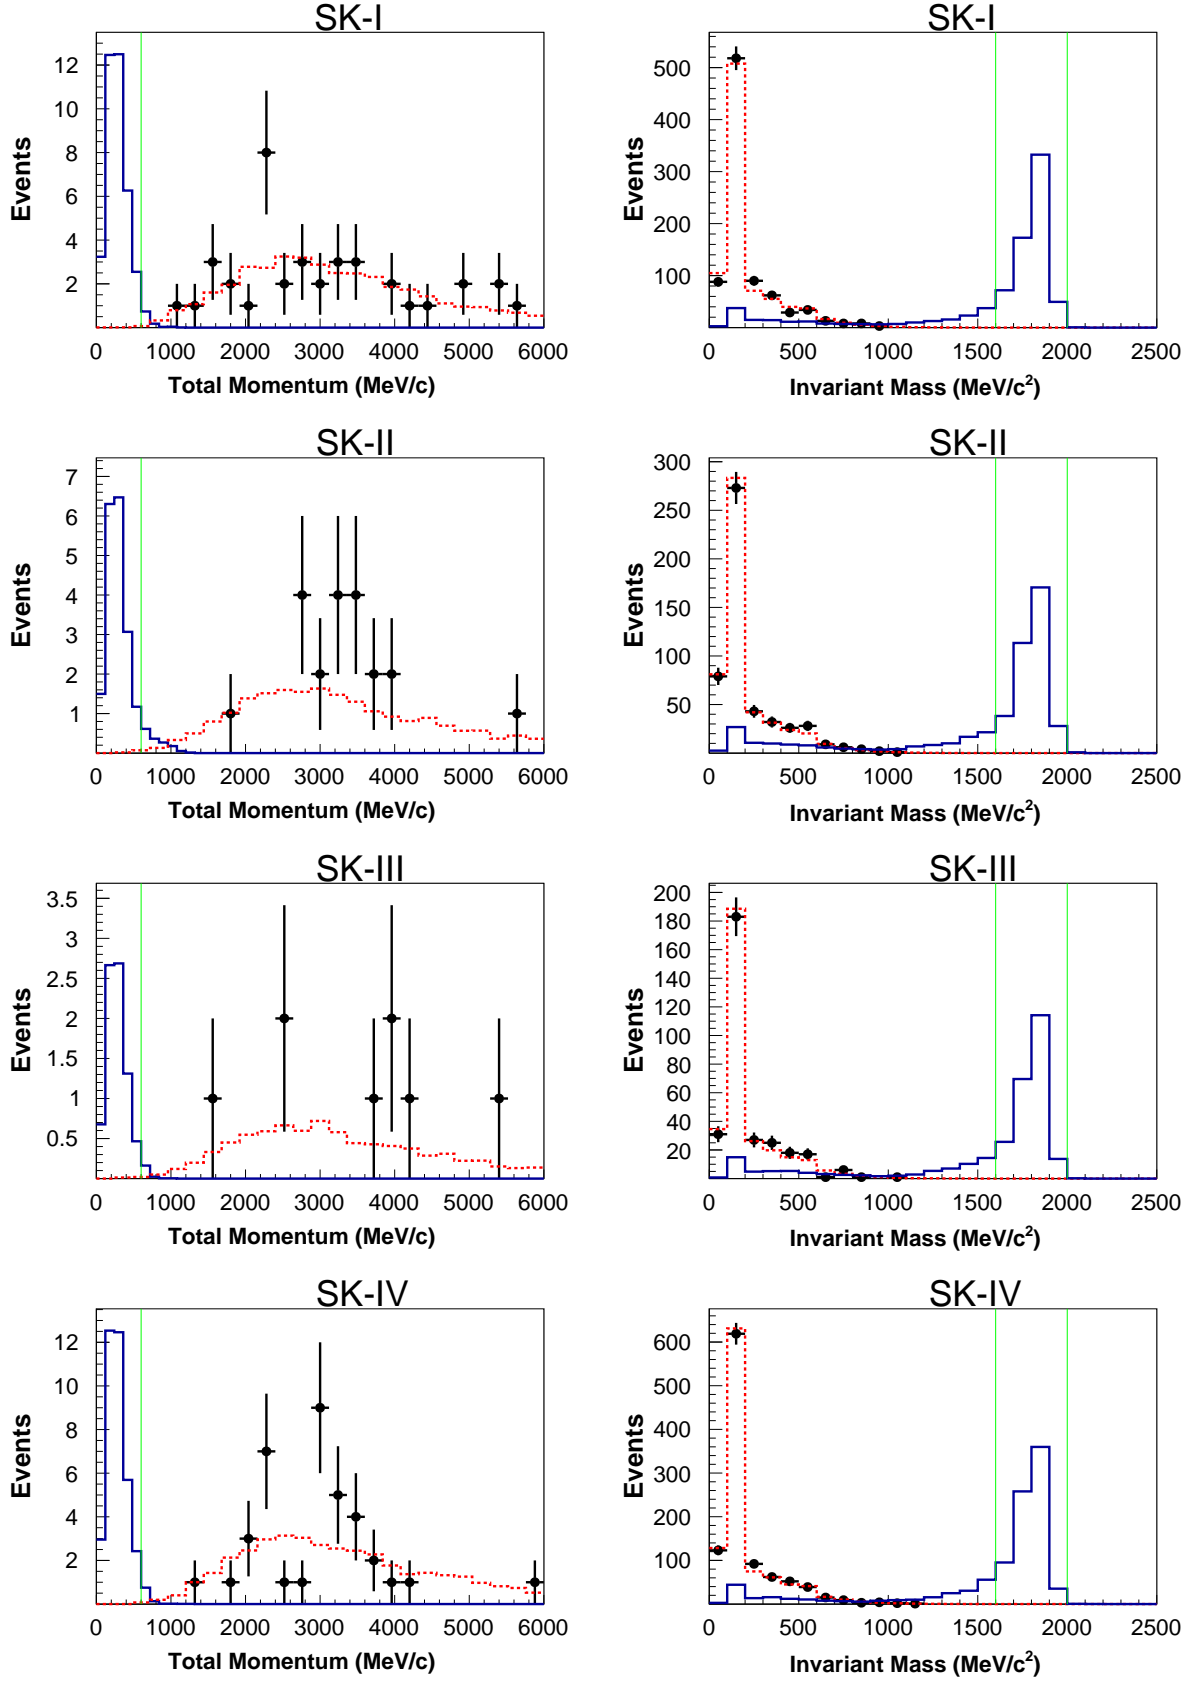 SK-I
12
10
8
6
4
2
0 1000 2000 3000 4000 5000 6000
Events
Total Momentum (MeV/c)
SK-I
500
400
300
200
100
0 500 1000 1500 2000 2500
Events
Invariant Mass (MeV/c²)
SK-II
7
6
5
4
3
2
1
0 1000 2000 3000 4000 5000 6000
Events
Total Momentum (MeV/c)
SK-II
300
250
200
150
100
50
0 500 1000 1500 2000 2500
Events
Invariant Mass (MeV/c²)
SK-III
3.5
3
2.5
2
1.5
1
0.5
0 1000 2000 3000 4000 5000 6000
Events
Total Momentum (MeV/c)
SK-III
200
180
160
140
120
100
80
60
40
20
0 500 1000 1500 2000 2500
Events
Invariant Mass (MeV/c²)
SK-IV
12
10
8
6
4
2
0 1000 2000 3000 4000 5000 6000
Events
Total Momentum (MeV/c)
SK-IV
600
500
400
300
200
100
0 500 1000 1500 2000 2500
Events
Invariant Mass (MeV/c²)